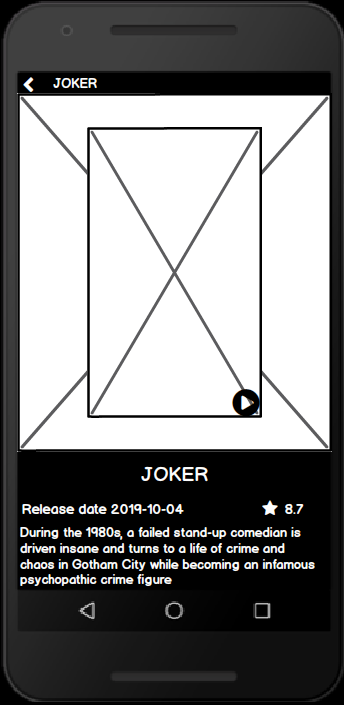 JOKER
JOKER
Release date 2019-10-04 8.7
During the 1980s, a failed stand-up comedian is
driven insane and turns to a life of crime and
chaos in Gotham City while becoming an infamous
psychopathic crime figure